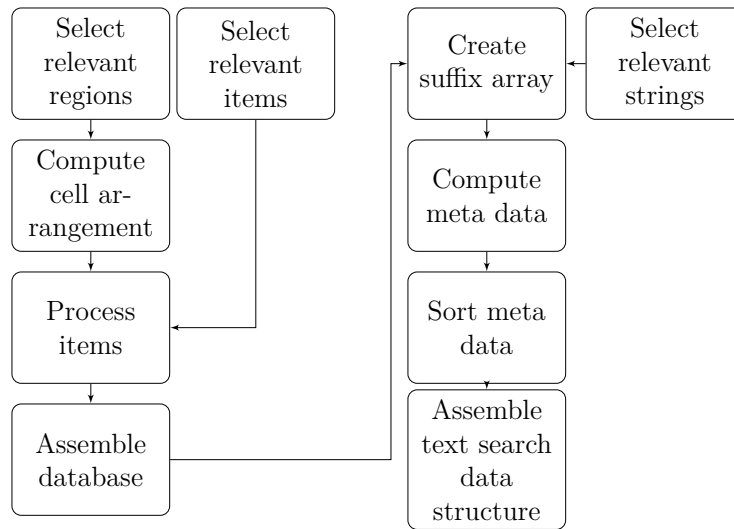 Select
relevant
regions
Select
relevant
items
Create
suffix array
Select
relevant
strings
Compute
cell ar-
rangement
Compute
meta data
Process
items
Sort meta
data
Assemble
database
Assemble
text search
data
structure